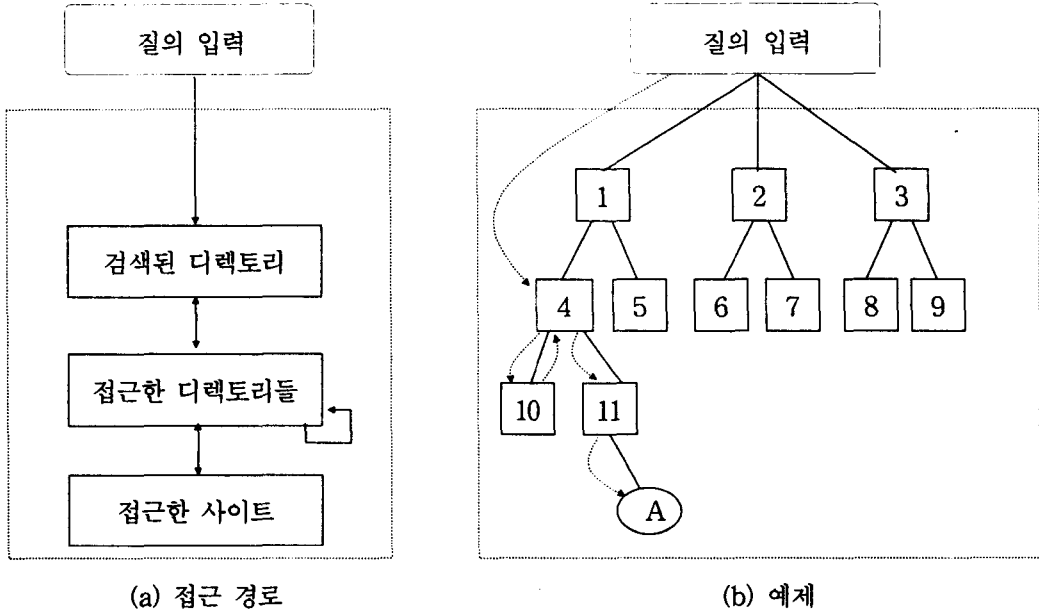 질의 입력
검색된 디렉토리
접근한 디렉토리들
접근한 사이트
(a) 접근 경로
질의 입력
1 2 3
4 5 6 7 8 9
10 11
A
(b) 예제